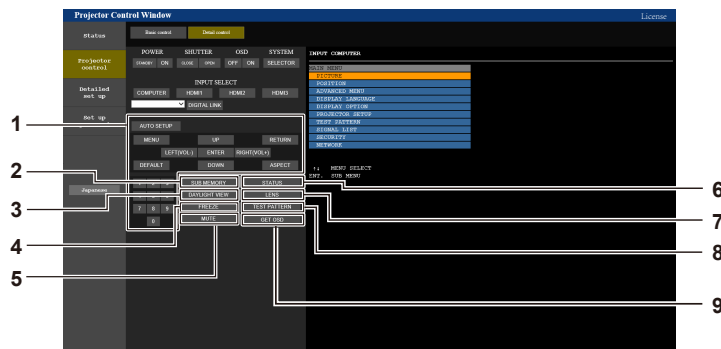 Projector Control Window License
Status
Basic control Detail control
POWER SHUTTER OSD SYSTEM
STANDBY ON CLOSE OPEN OFF ON SELECTOR
Projector
control
INPUT SELECT
COMPUTER HDMI1 HDMI2 HDMI3
DIGITAL LINK
Detailed
set up
Set up
AUTO SETUP
MENU UP RETURN
LEFT(VOL-) ENTER RIGHT(VOL+)
DEFAULT DOWN ASPECT
SUB MEMORY STATUS
DAYLIGHT VIEW LENS
7 8 9 FREEZE TEST PATTERN
0 MUTE GET OSD
Japanese
INPUT COMPUTER
MAIN MENU
PICTURE
POSITION
ADVANCED MENU
DISPLAY LANGUAGE
DISPLAY OPTION
PROJECTOR SETUP
TEST PATTERN
SIGNAL LIST
SECURITY
NETWORK
↑↓ MENU SELECT
ENT. SUB MENU
1
2
3
4
5
6
7
8
9